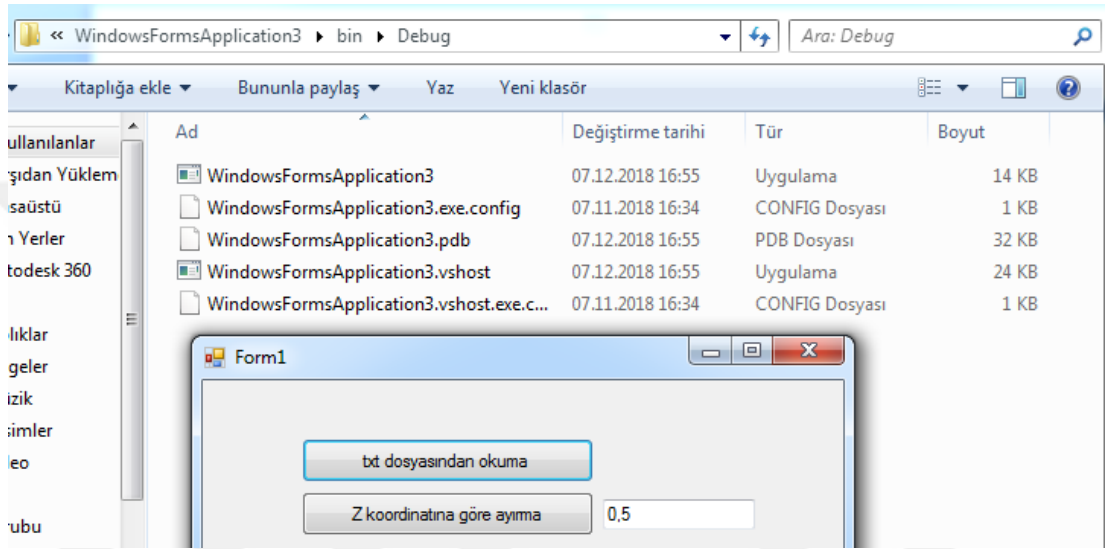 « WindowsFormsApplication3 ▸ bin ▸ Debug Ara: Debug
Kitaplığa ekle Bununla paylaş Yaz Yeni klasör
Ad Değiştirme tarihi Tür Boyut
WindowsFormsApplication3 07.12.2018 16:55 Uygulama 14 KB
WindowsFormsApplication3.exe.config 07.11.2018 16:34 CONFIG Dosyası 1 KB
WindowsFormsApplication3.pdb 07.12.2018 16:55 PDB Dosyası 32 KB
WindowsFormsApplication3.vshost 07.12.2018 16:55 Uygulama 24 KB
WindowsFormsApplication3.vshost.exe.c... 07.11.2018 16:34 CONFIG Dosyası 1 KB
ullanılanlar
rşıdan Yüklem
saüstü
n Yerler
todesk 360
lıklar
geler
izik
simler
leo
rubu
Form1
txt dosyasından okuma
Z koordinatına göre ayırma 0,5